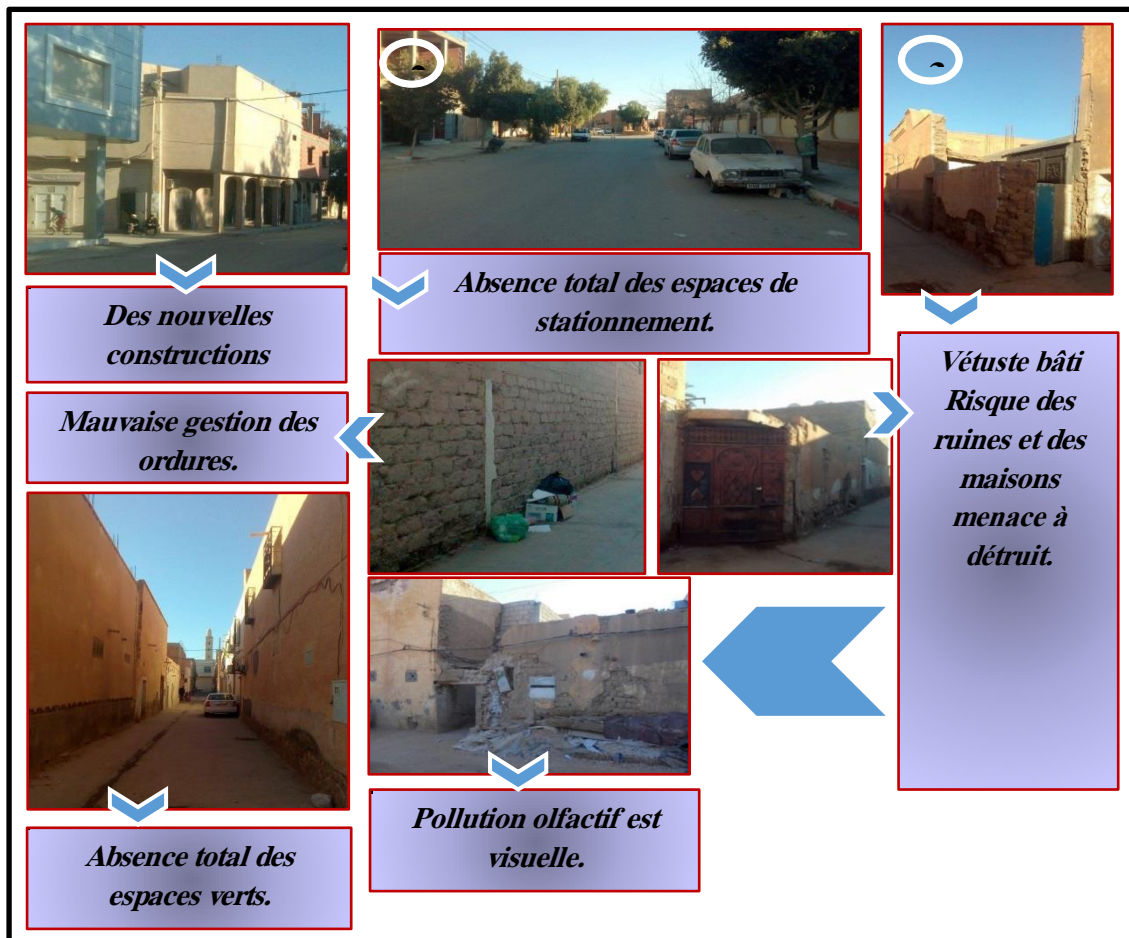 Des nouvelles
constructions
Absence total des espaces de
stationnement.
Vétuste bâti
Risque des
ruines et des
maisons
menace à
détruit.
Mauvaise gestion des
ordures.
Absence total des
espaces verts.
Pollution olfactif est
visuelle.